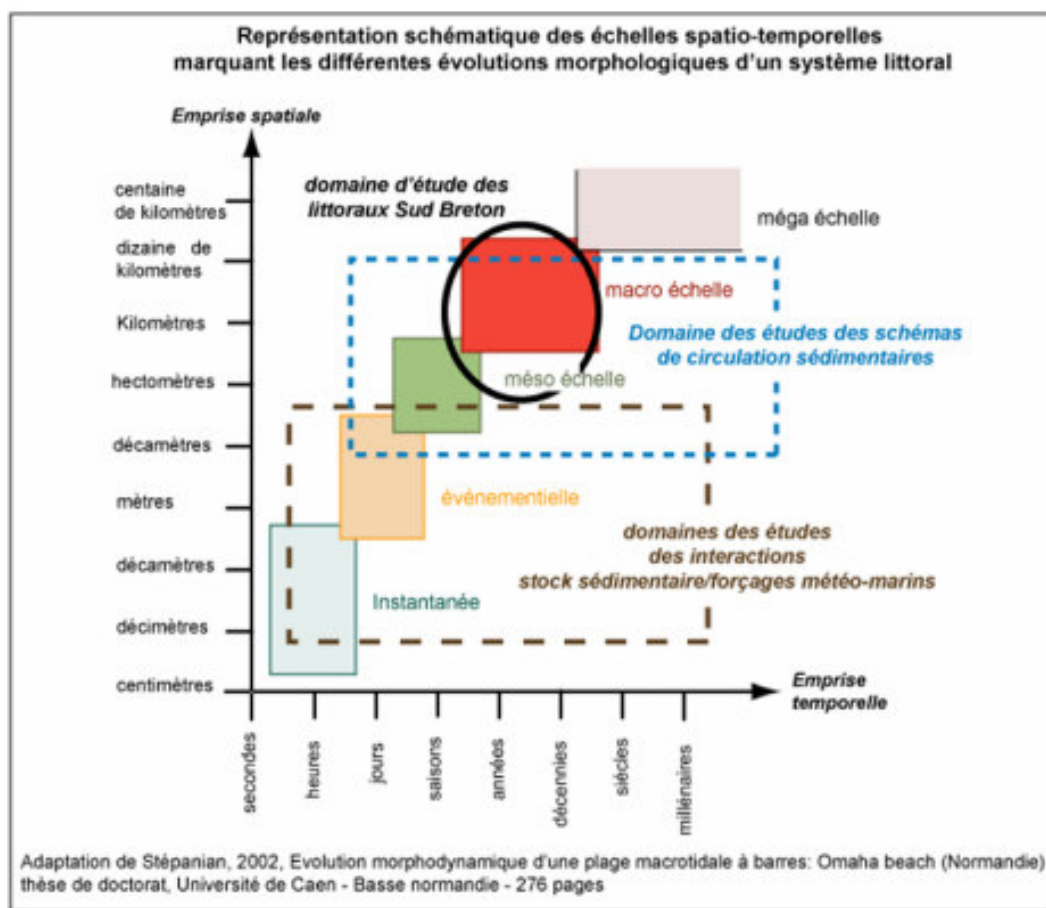 Représentation schématique des échelles spatio-temporelles
marquant les différentes évolutions morphologiques d'un système littoral
Emprise spatiale
centaine
de kilomètres
dizaine de
kilomètres
Kilomètres
hectomètres
décamètres
mètres
décamètres
décimètres
centimètres
domaine d'étude des
littoraux Sud Breton
méga échelle
macro échelle
Domaine des études des schémas
de circulation sédimentaires
méso échelle
événementielle
domaines des études
des interactions
stock sédimentaire/forçages météo-marins
Instantanée
Emprise
temporelle
secondes
heures
jours
saisons
années
décennies
siécles
millénaires
Adaptation de Stépanian, 2002, Evolution morphodynamique d'une plage macrotidale à barres: Omaha beach (Normandie)
thèse de doctorat, Université de Caen - Basse normandie - 276 pages